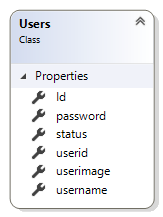 Users
Class
Properties
Id
password
status
userid
userimage
username